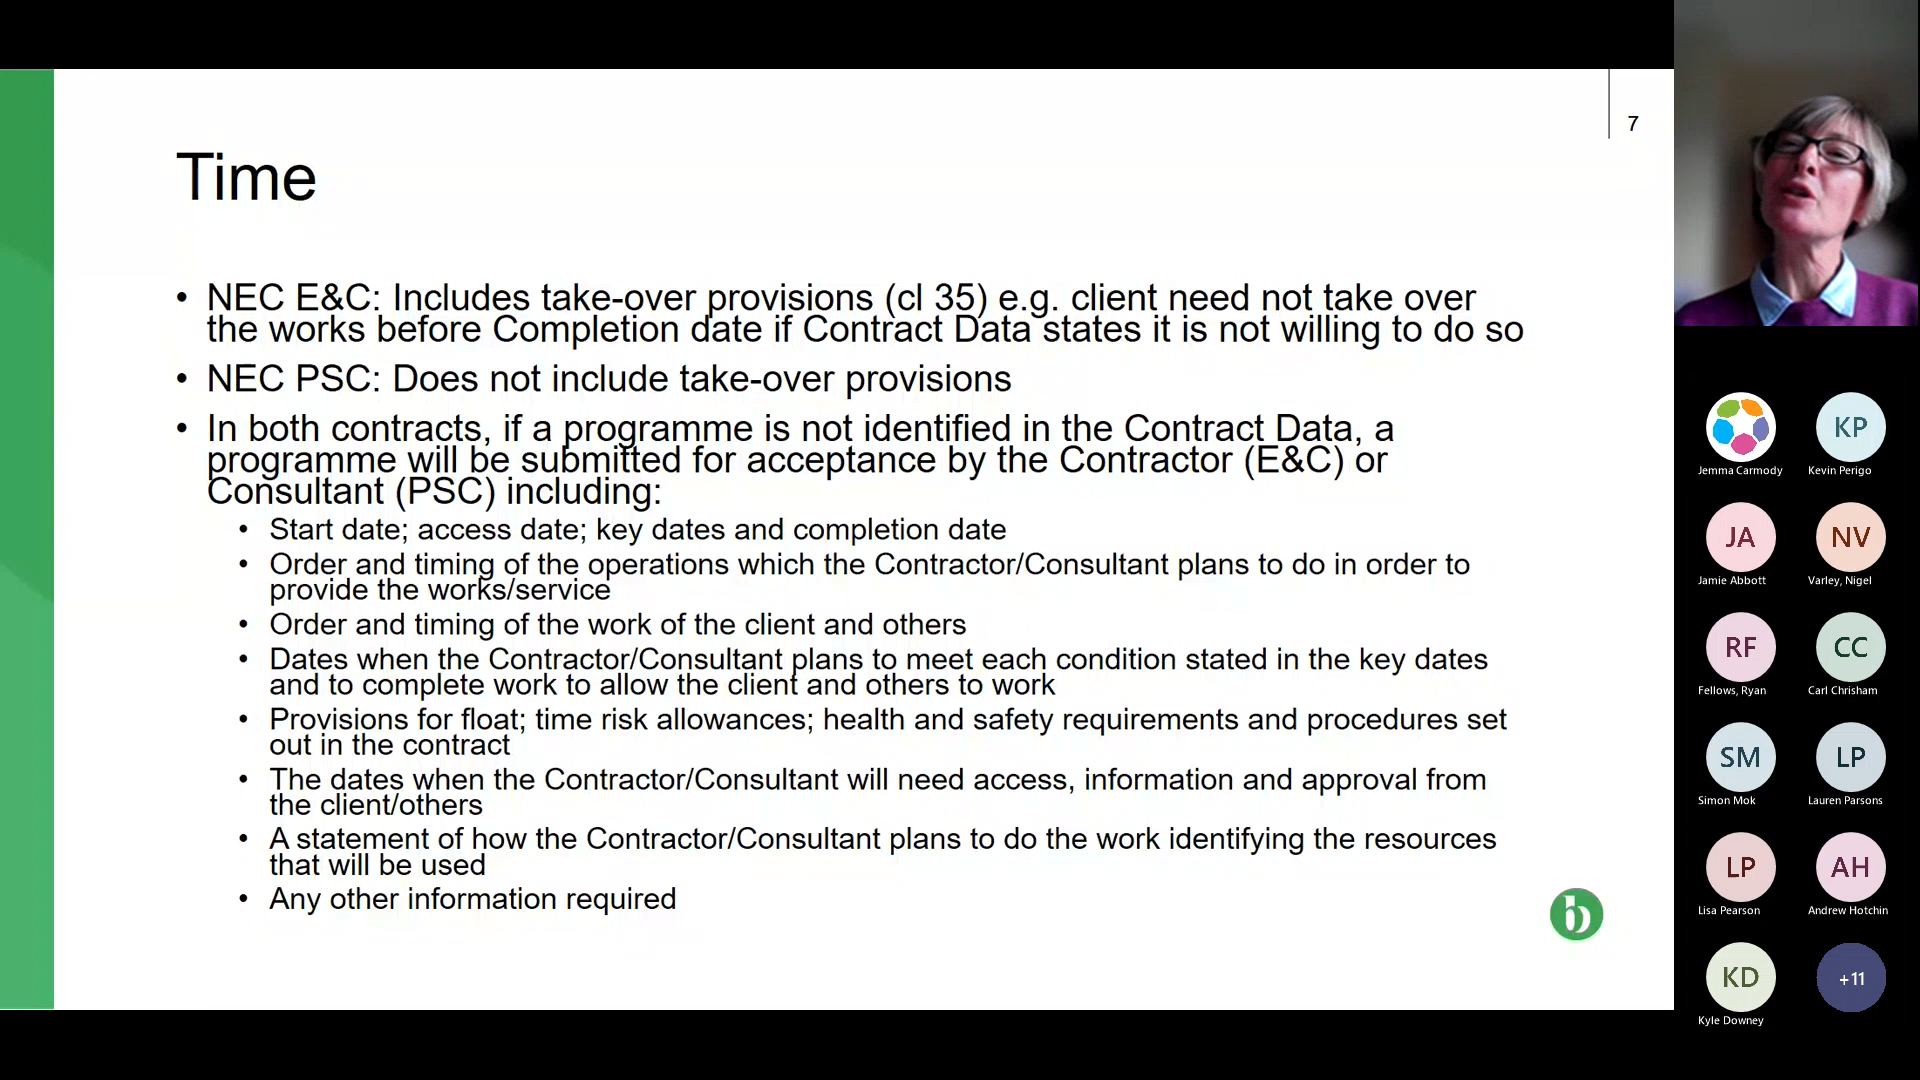 7
Time
• NEC E&C: Includes take-over provisions (cl 35) e.g. client need not take over
the works before Completion date if Contract Data states it is not willing to do so
• NEC PSC: Does not include take-over provisions
• In both contracts, if a programme is not identified in the Contract Data, a
programme will be submitted for acceptance by the Contractor (E&C) or
Consultant (PSC) including:
• Start date; access date; key dates and completion date
• Order and timing of the operations which the Contractor/Consultant plans to do in order to
provide the works/service
• Order and timing of the work of the client and others
• Dates when the Contractor/Consultant plans to meet each condition stated in the key dates
and to complete work to allow the client and others to work
• Provisions for float; time risk allowances; health and safety requirements and procedures set
out in the contract
• The dates when the Contractor/Consultant will need access, information and approval from
the client/others
• A statement of how the Contractor/Consultant plans to do the work identifying the resources
that will be used
• Any other information required
b
KP
Jemma Carmody
Kevin Perigo
JA
NV
Jamie Abbott
Varley, Nigel
RF
CC
Fellows, Ryan
Carl Chrisham
SM
LP
Simon Mok
Lauren Parsons
LP
AH
Lisa Pearson
Andrew Hotchin
KD
+11
Kyle Downey